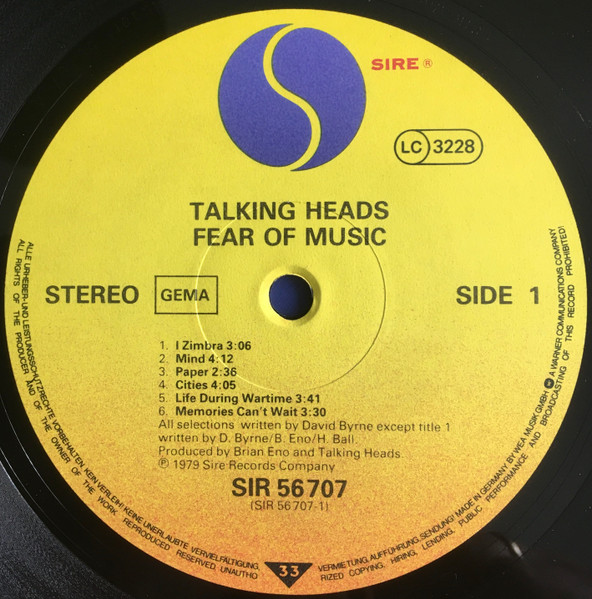 SIRE ®
LC 3228
TALKING HEADS
FEAR OF MUSIC
STEREO GEMA SIDE 1
1. I Zimbra 3:06
2. Mind 4:12
3. Paper 2:36
4. Cities 4:05
5. Life During Wartime 3:41
6. Memories Can't Wait 3:30
All selections written by David Byrne except title 1
written by D. Byrne/B. Eno/H. Ball.
Produced by Brian Eno and Talking Heads.
℗ 1979 Sire Records Company
SIR 56 707
(SIR 56 707-1)
33
ALLE URHEBER- UND LEISTUNGSSCHUTZRECHTE VORBEHALTEN. KEIN VERLEIH! KEINE UNERLAUBTE VERVIELFÄLTIGUNG, VERMIETUNG, AUFFÜHRUNG, SENDUNG! MADE IN GERMANY BY WEA MUSIK GMBH. A WARNER COMMUNICATIONS COMPANY
ALL RIGHTS OF THE PRODUCER AND OF THE OWNER OF THE WORK REPRODUCED RESERVED. UNAUTHORIZED COPYING, HIRING, LENDING, PUBLIC PERFORMANCE AND BROADCASTING OF THIS RECORD PROHIBITED!